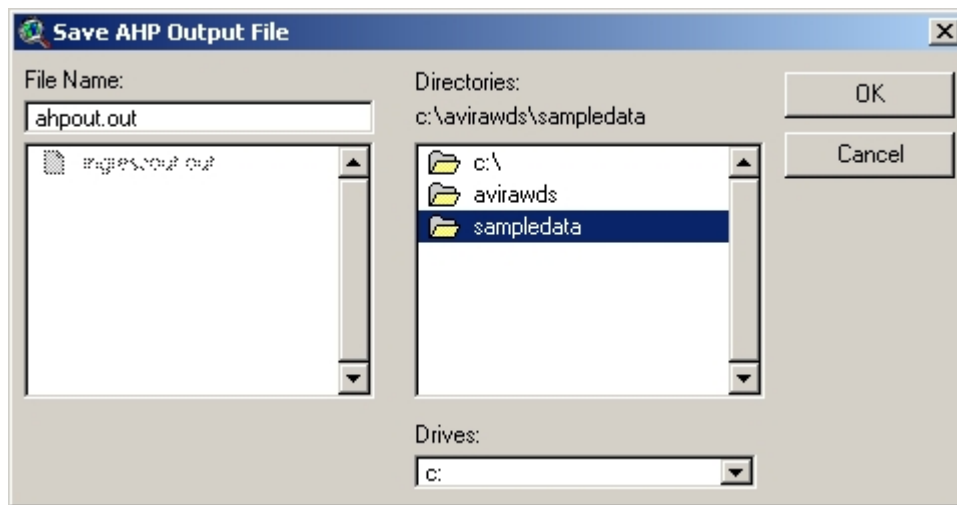 Save AHP Output File
File Name:
ahpout.out
Directories:
c:\avirawds\sampledata
c:\
avirawds
sampledata
Drives:
c:
OK
Cancel